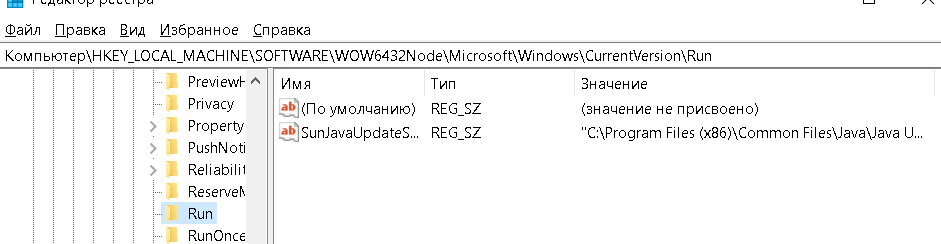 Редактор реестра
Файл Правка Вид Избранное Справка
Компьютер\HKEY_LOCAL_MACHINE\SOFTWARE\WOW6432Node\Microsoft\Windows\CurrentVersion\Run
Имя Тип Значение
PreviewH
(По умолчанию) REG_SZ (значение не присвоено)
Privacy
SunJavaUpdateS... REG_SZ "C:\Program Files (x86)\Common Files\Java\Java U...
Property
PushNoti
Reliabilit
ReserveM
Run
RunOnce